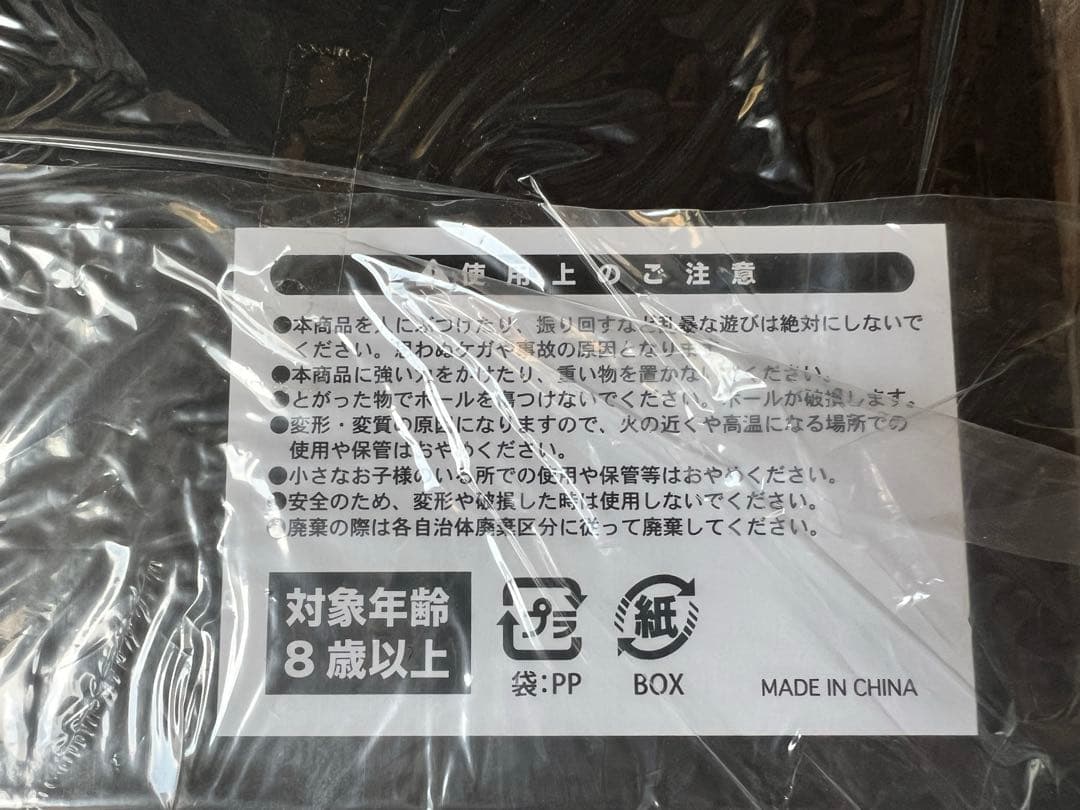 ⚠使用上のご注意
●本商品を人にぶつけたり、振り回すなど乱暴な遊びは絶対にしないで
ください。思わぬケガや事故の原因となります
●本商品に強い力をかけたり、重い物を置かないでください。
●とがった物でボールを傷つけないでください。ボールが破損します。
●変形・変質の原因になりますので、火の近くや高温になる場所での
使用や保管はおやめください。
●小さなお子様のいる所での使用や保管等はおやめください。
●安全のため、変形や破損した時は使用しないでください。
●廃棄の際は各自治体廃棄区分に従って廃棄してください。
対象年齢
8歳以上
プラ
袋:PP
紙
BOX
MADE IN CHINA